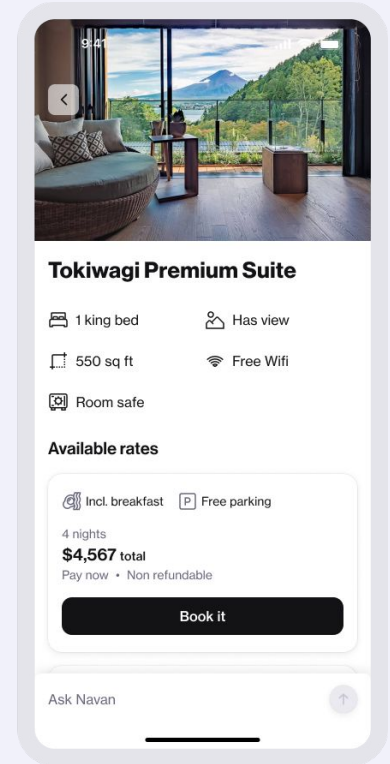 9:41
Tokiwagi Premium Suite
1 king bed
Has view
550 sq ft
Free Wifi
Room safe
Available rates
Incl. breakfast
P Free parking
4 nights
$4,567 total
Pay now • Non refundable
Book it
Ask Navan